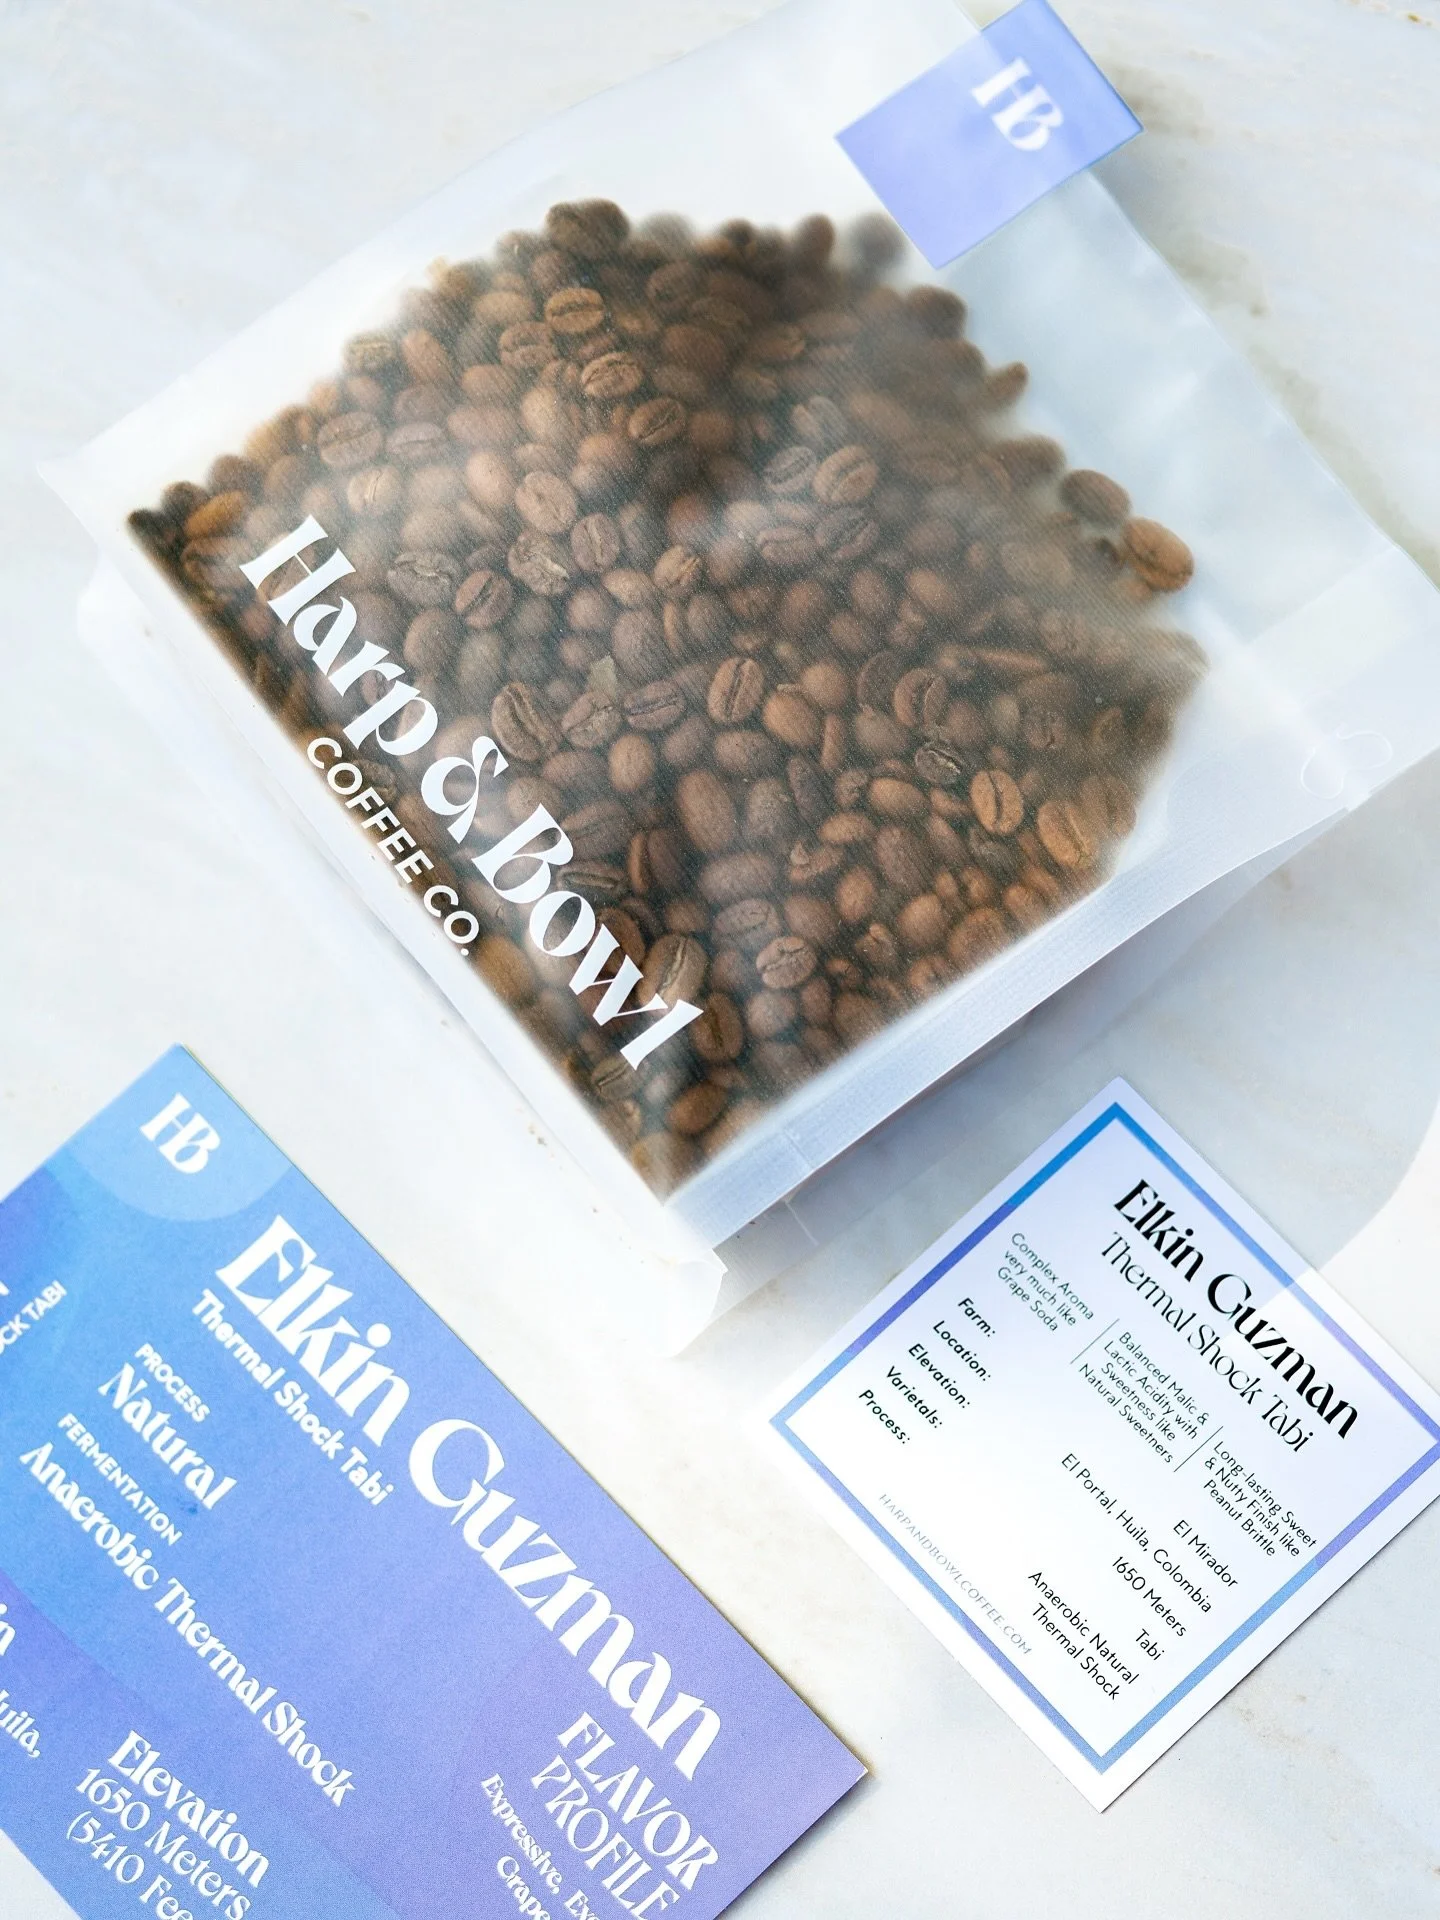 HB
Harp & Bowl
COFFEE CO.
HB
Elkin Guzman
Thermal Shock Tabi
PROCESS
Natural
FERMENTATION
Anaerobic Thermal Shock
Elevation
1650 Meters
(5410
FLAVOR
PROFILE
Expressive,
TABI
Elkin Guzman
Thermal Shock Tabi
Complex Aroma
very much like
Grape Soda
Balanced Malic &
Lactic Acidity with
Sweetness like
Natural Sweetners
Long-lasting Sweet
& Nutty Finish like
Peanut Brittle
Farm: El Mirador
Location: El Portal, Huila, Colombia
Elevation: 1650 Meters
Varietals: Tabi
Process: Anaerobic Natural
Thermal Shock
HARPANDBOWLCOFFEE.COM